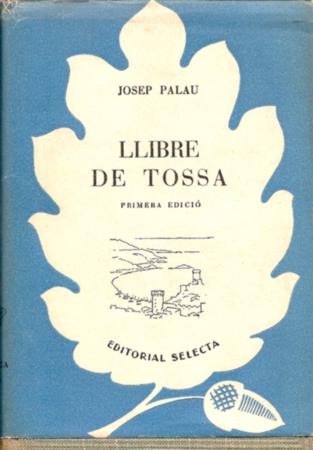 JOSEP PALAU
LLIBRE
DE TOSSA
PRIMERA EDICIÓ
EDITORIAL SELECTA